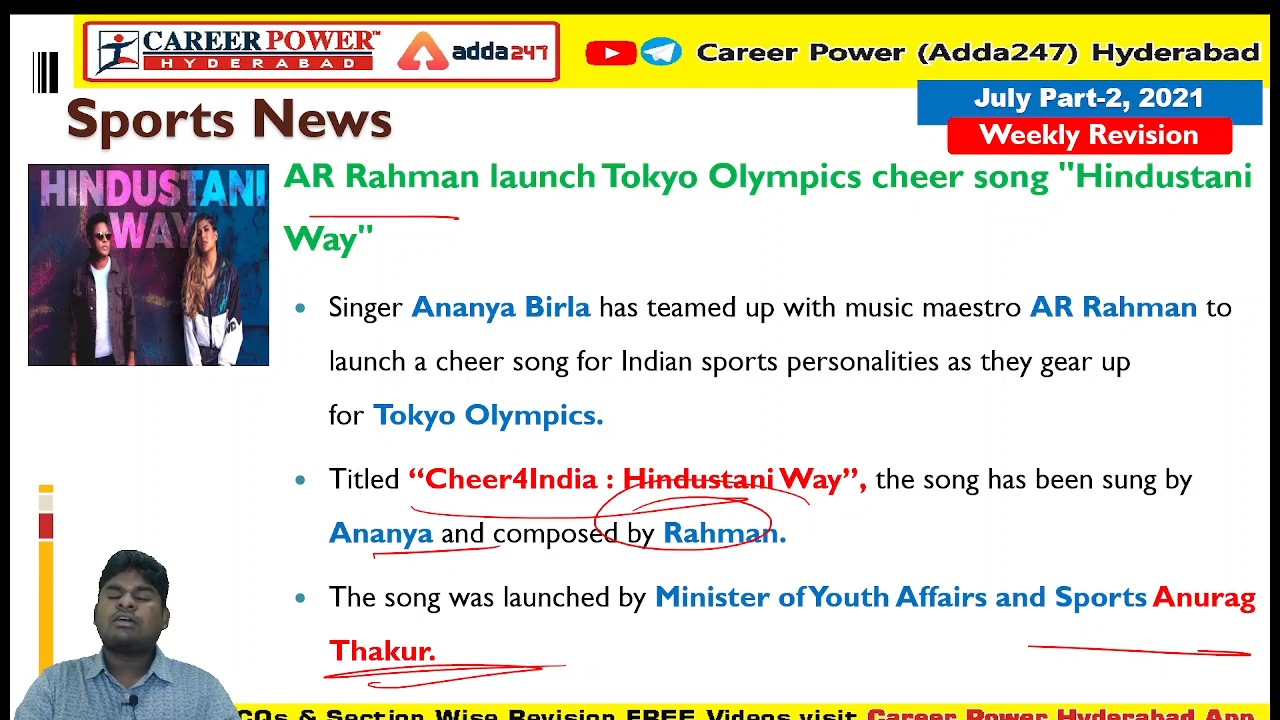 CAREER POWER™
HYDERABAD
adda247
Career Power (Adda247) Hyderabad
July Part-2, 2021
Weekly Revision
Sports News
HINDUSTANI
WAY
AR Rahman launch Tokyo Olympics cheer song "Hindustani
Way"
• Singer Ananya Birla has teamed up with music maestro AR Rahman to
launch a cheer song for Indian sports personalities as they gear up
for Tokyo Olympics.
• Titled “Cheer4India : Hindustani Way”, the song has been sung by
Ananya and composed by Rahman.
• The song was launched by Minister of Youth Affairs and Sports Anurag
Thakur.
CQs & Section Wise Revision FREE Videos visit Career Power Hyderabad App